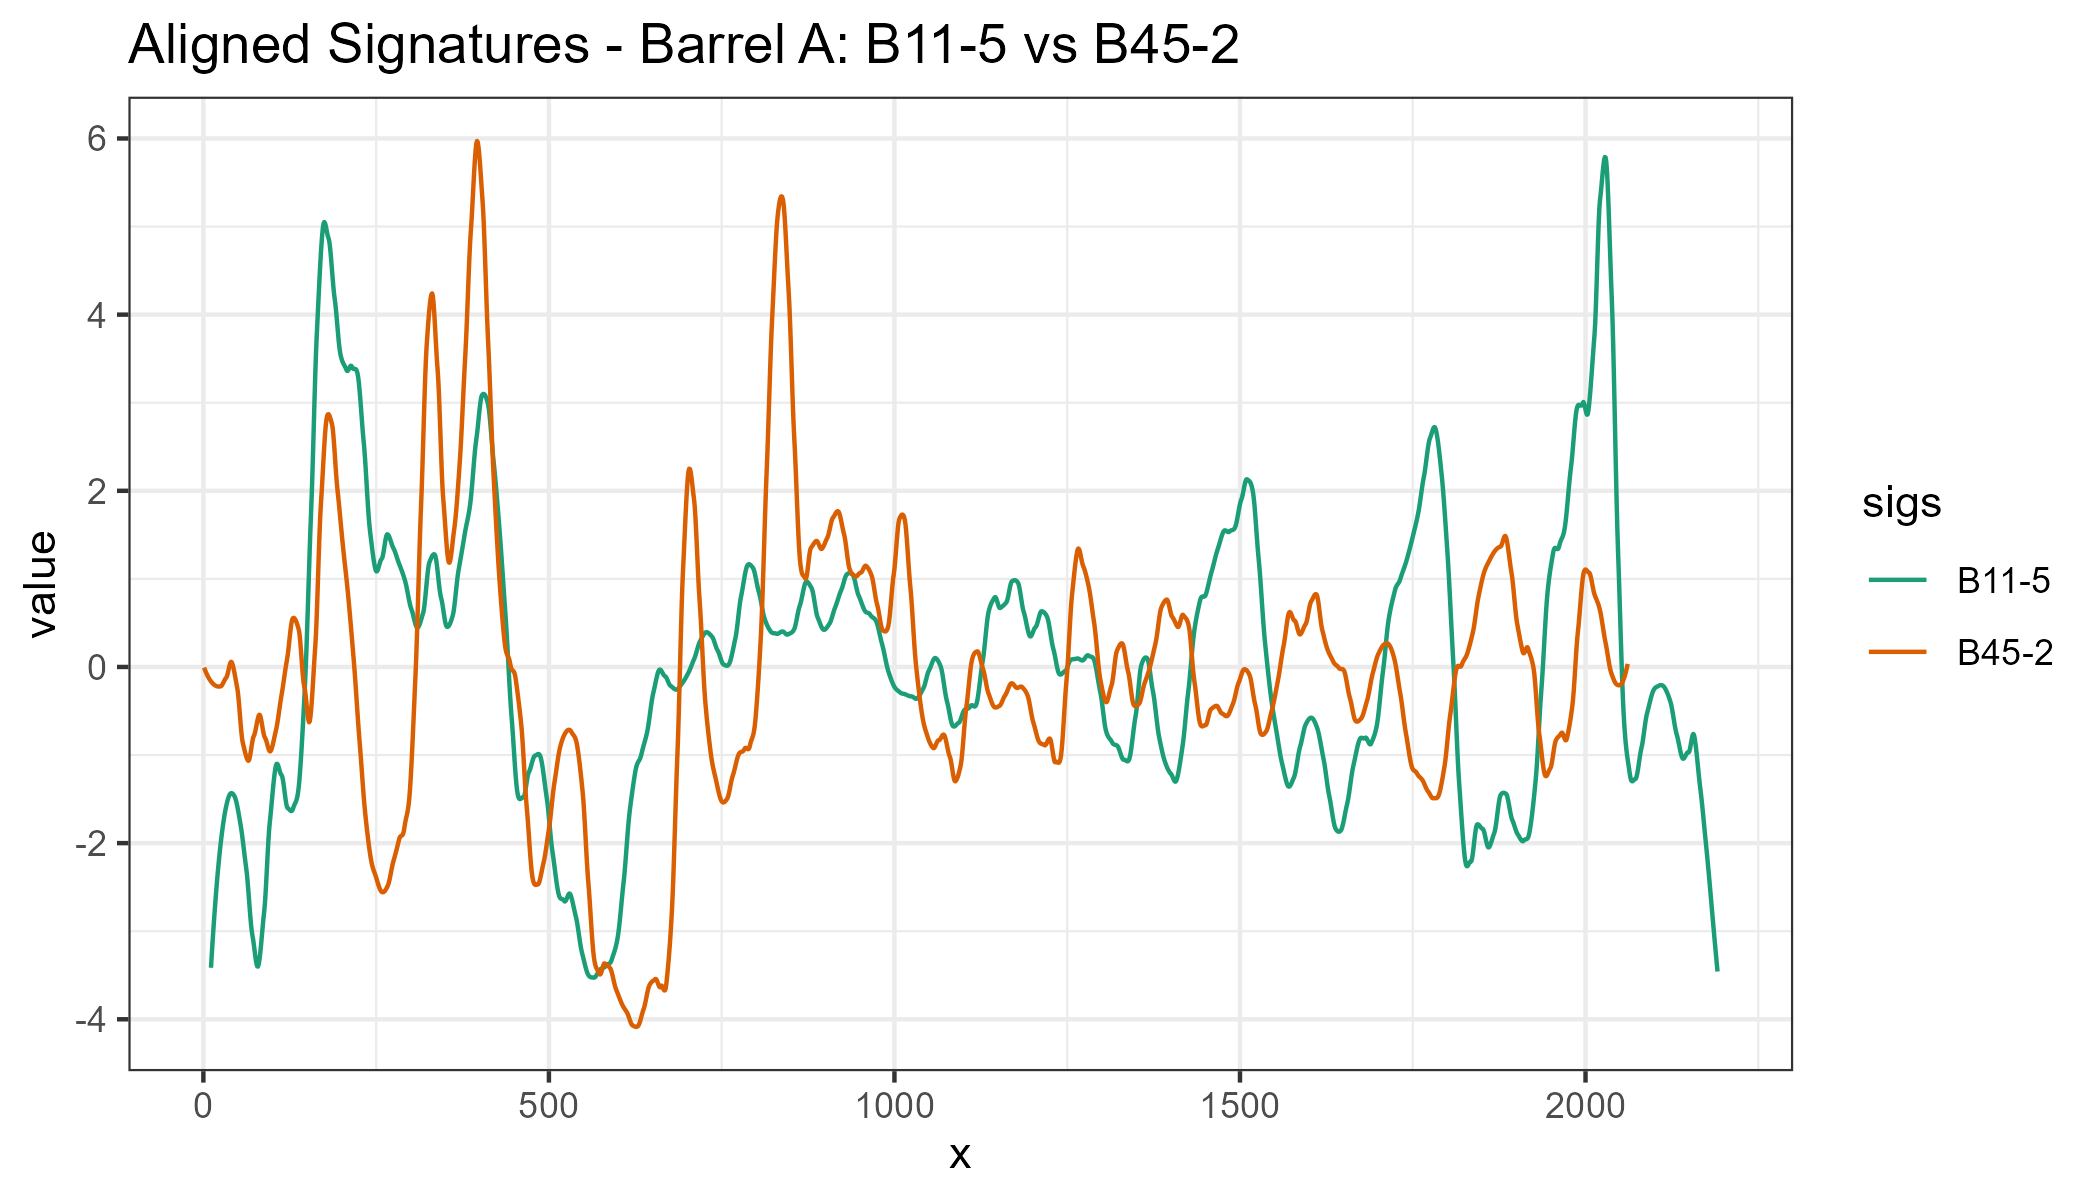 Aligned Signatures - Barrel A: B11-5 vs B45-2
6
4
2
0
-2
-4
value
0 500 1000 1500 2000
x
sigs
B11-5
B45-2